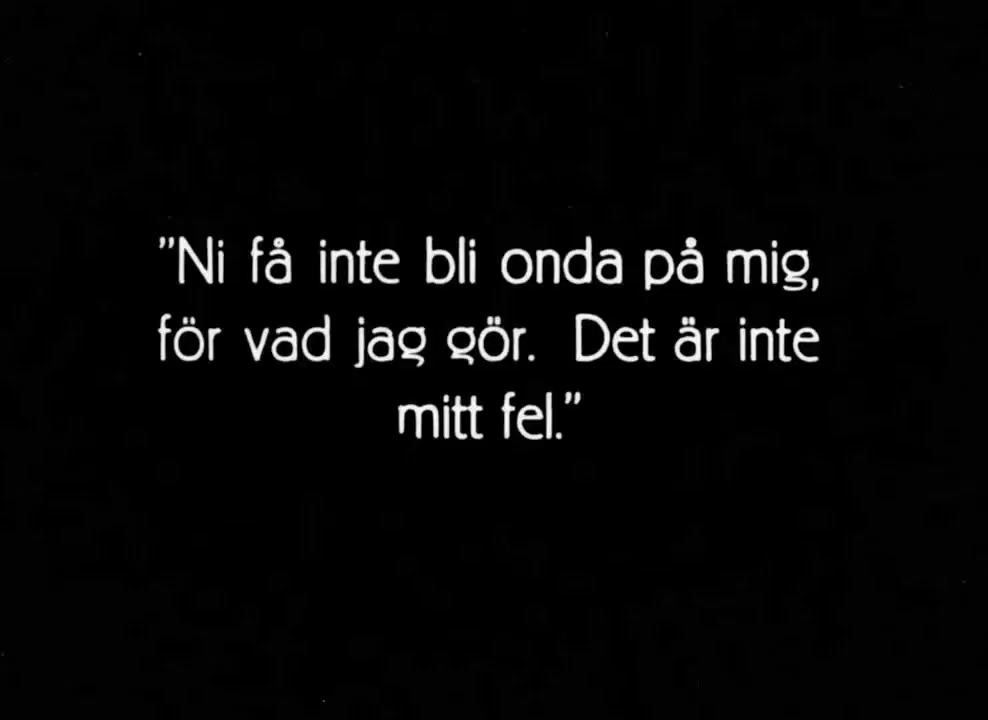 ”Ni få inte bli onda på mig,
för vad jag gör. Det är inte
mitt fel.”